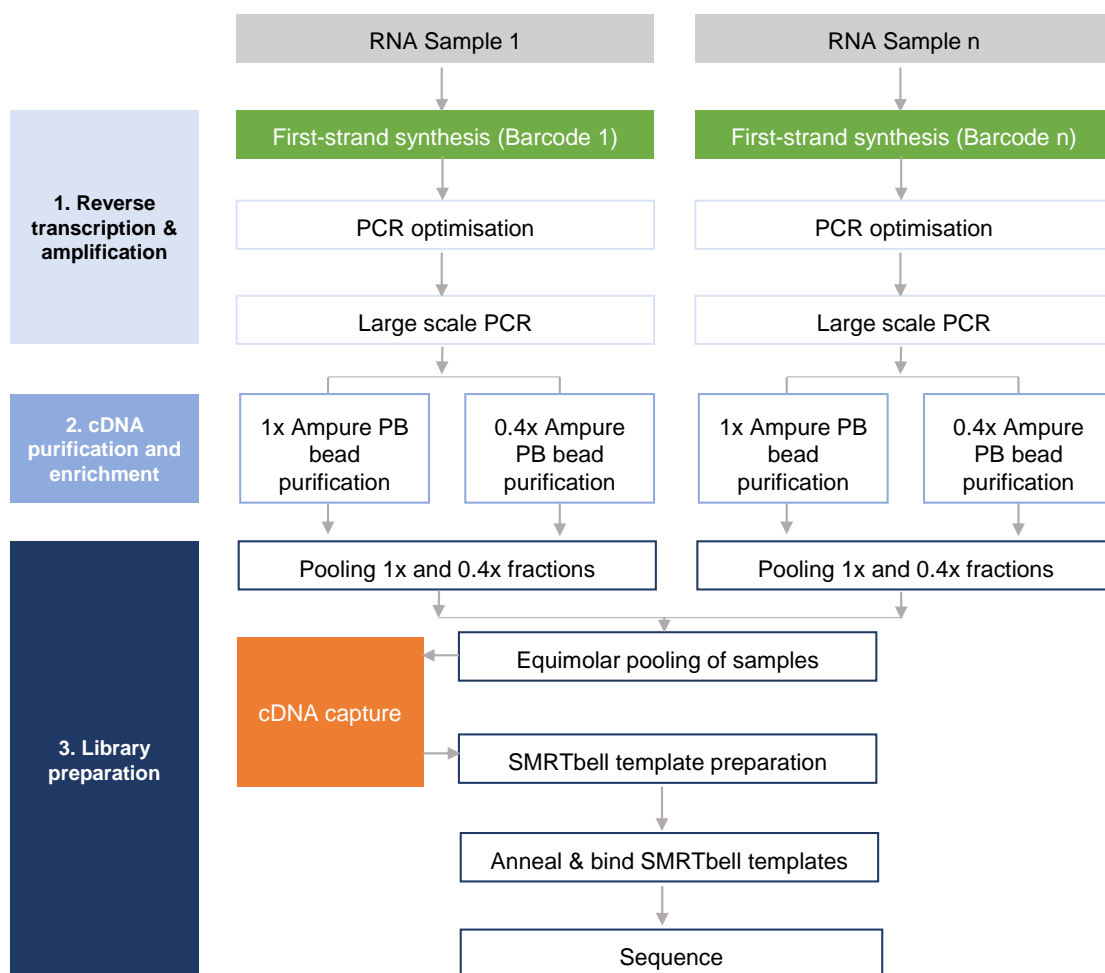 RNA Sample 1
RNA Sample n
First-strand synthesis (Barcode 1)
First-strand synthesis (Barcode n)
1. Reverse
transcription &
amplification
PCR optimisation
PCR optimisation
Large scale PCR
Large scale PCR
2. cDNA
purification and
enrichment
1x Ampure PB
bead
purification
0.4x Ampure
PB bead
purification
1x Ampure PB
bead
purification
0.4x Ampure
PB bead
purification
Pooling 1x and 0.4x fractions
Pooling 1x and 0.4x fractions
3. Library
preparation
Equimolar pooling of samples
cDNA capture
SMRTbell template preparation
Anneal & bind SMRTbell templates
Sequence